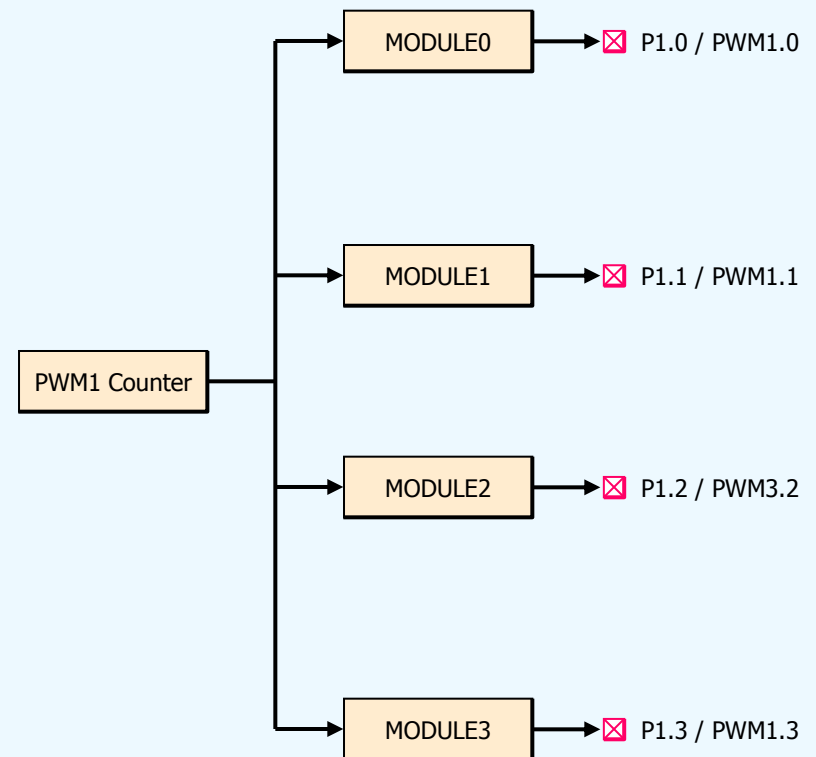 MODULE0
P1.0 / PWM1.0
MODULE1
P1.1 / PWM1.1
PWM1 Counter
MODULE2
P1.2 / PWM3.2
MODULE3
P1.3 / PWM1.3